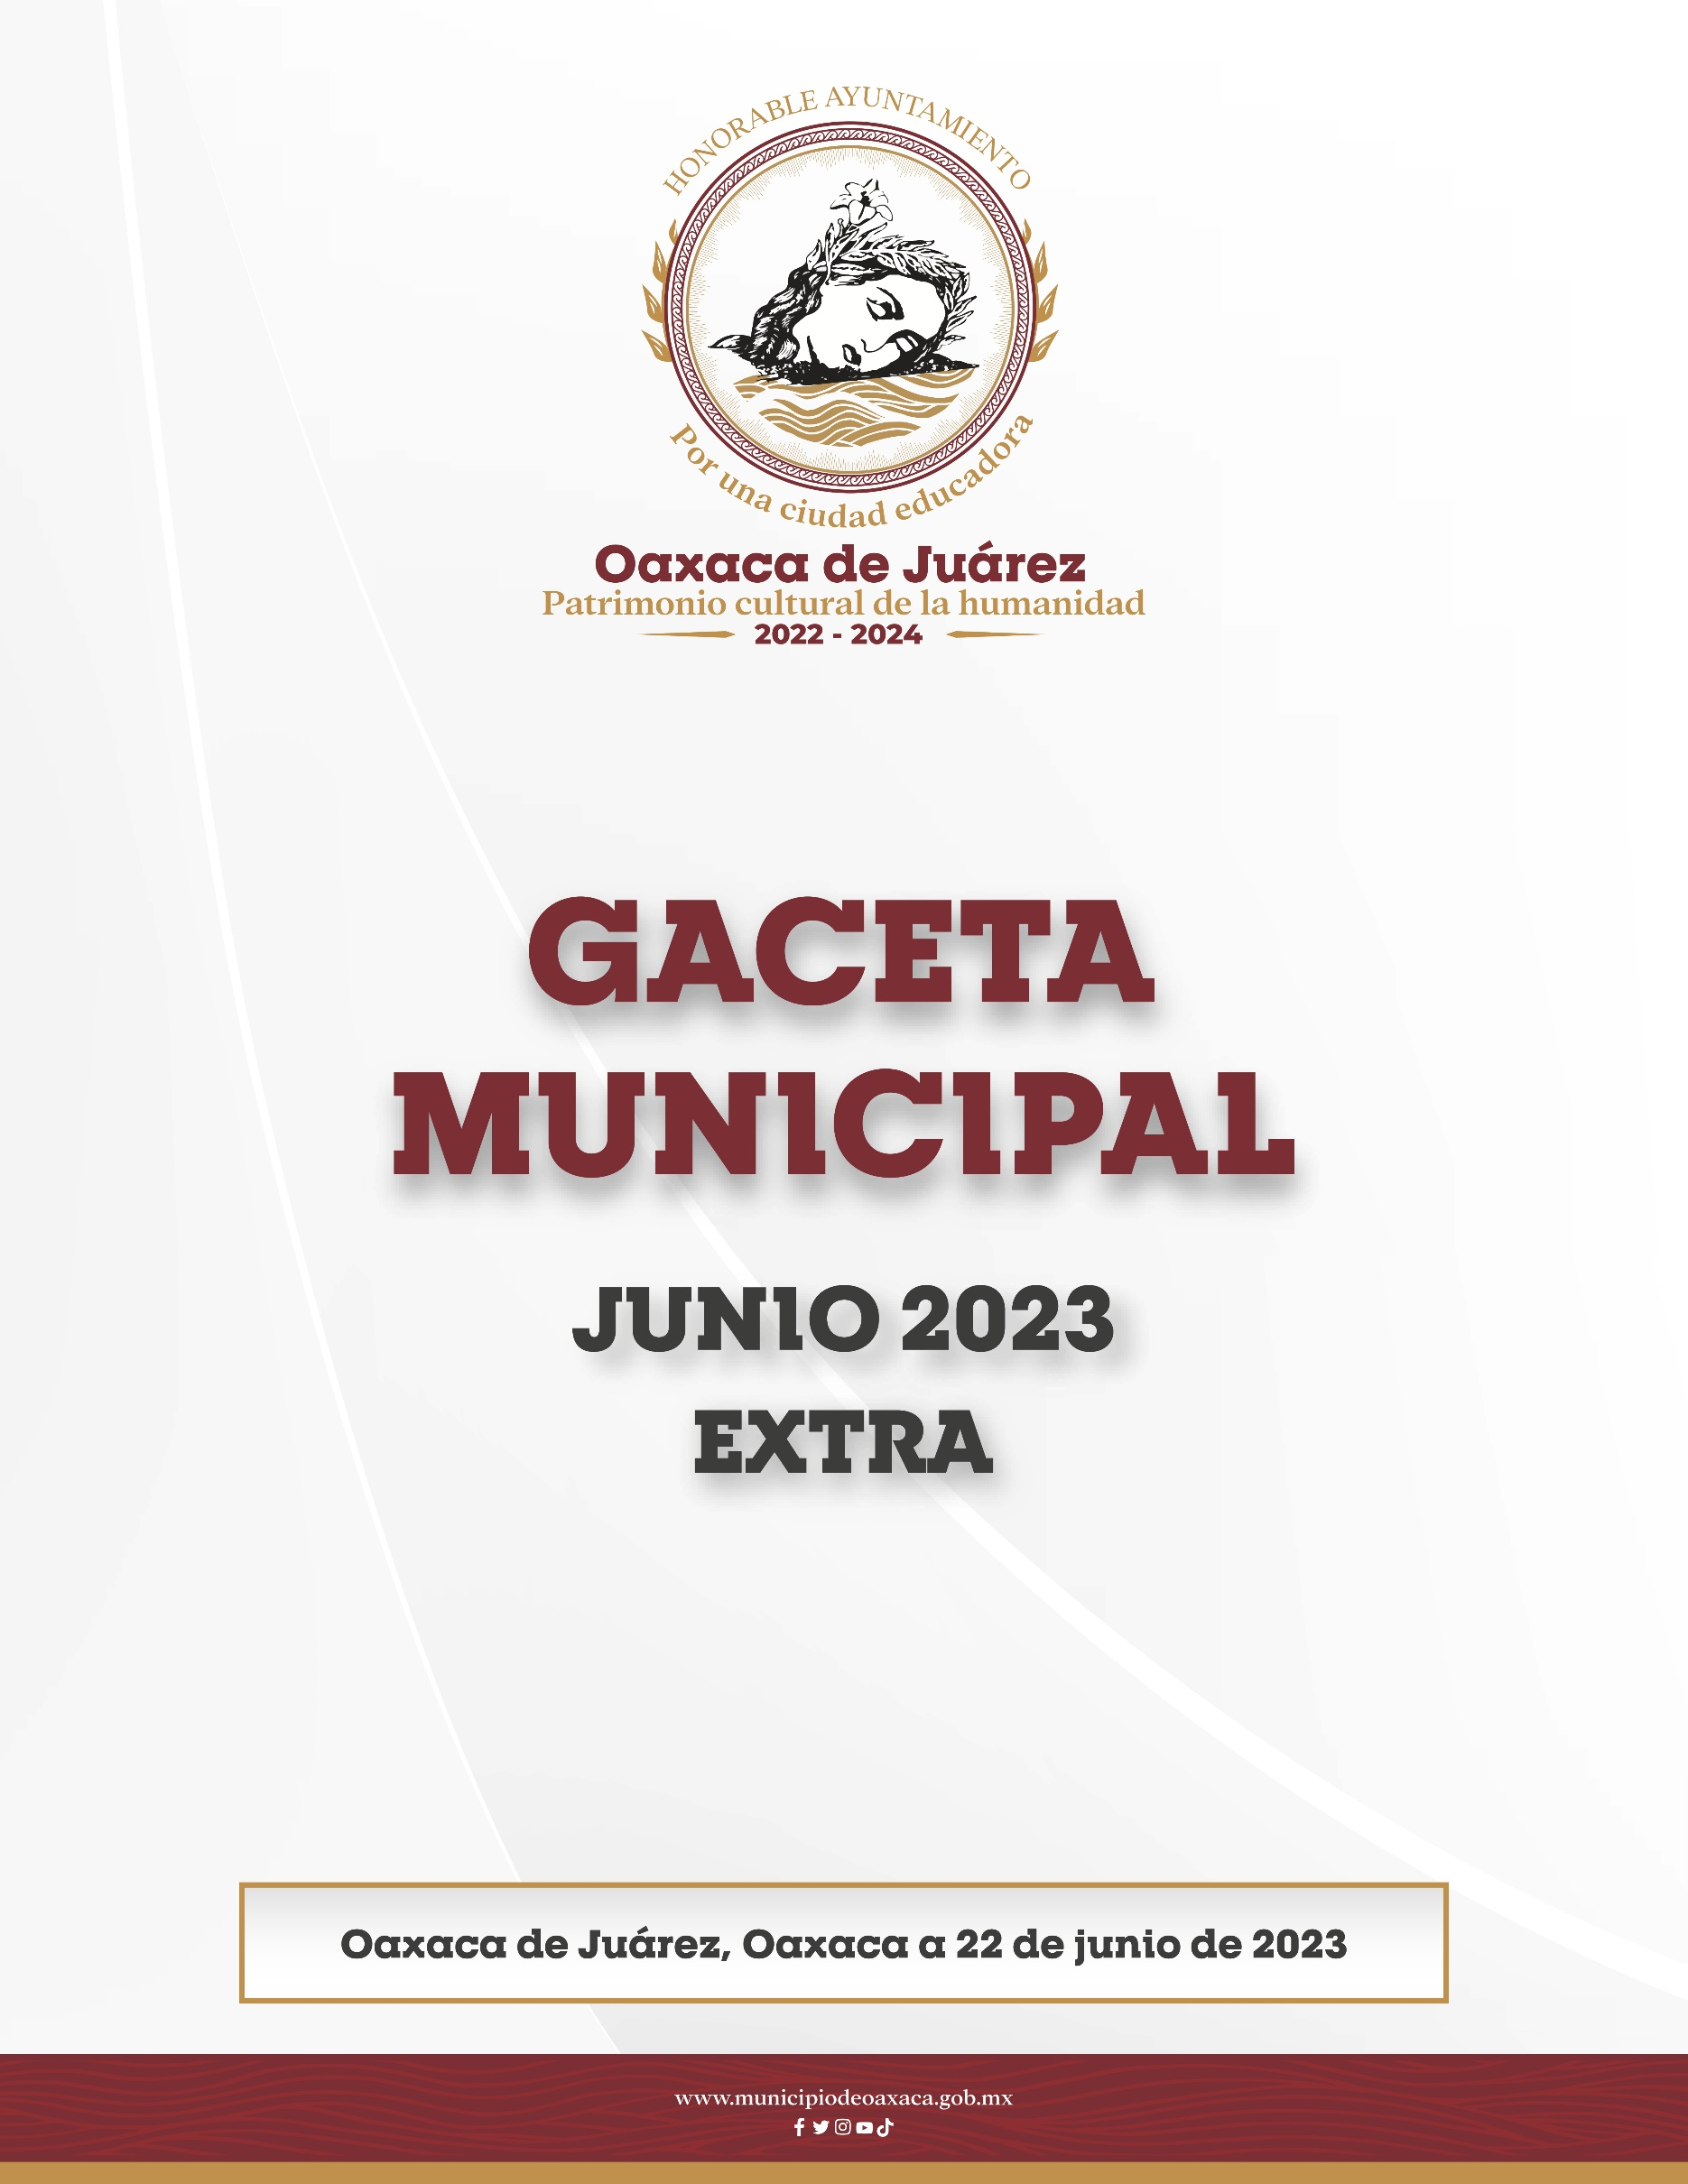 HONORABLE AYUNTAMIENTO
Por una ciudad educadora
Oaxaca de Juárez
Patrimonio cultural de la humanidad
2022 - 2024
GACETA
MUNICIPAL
JUNIO 2023
EXTRA
Oaxaca de Juárez, Oaxaca a 22 de junio de 2023
www.municipiodeoaxaca.gob.mx